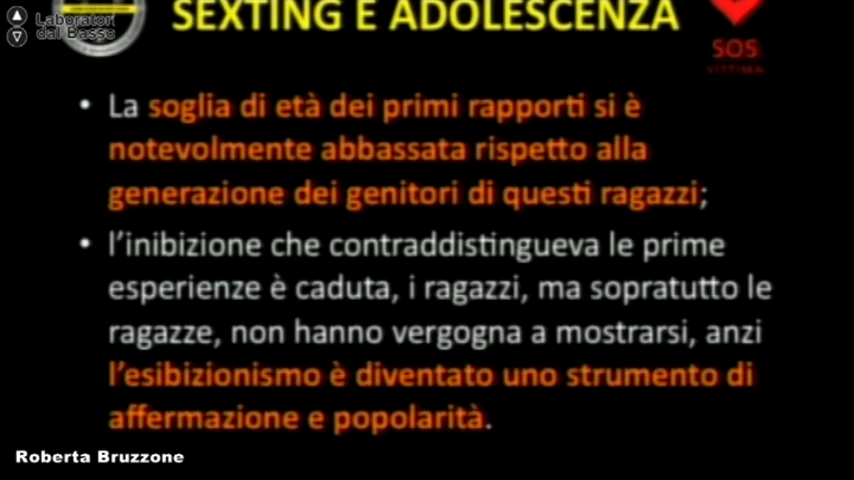 SEXTING E ADOLESCENZA
Laboratori
dal Basso
SOS
VITTIMA
• La soglia di età dei primi rapporti si è
notevolmente abbassata rispetto alla
generazione dei genitori di questi ragazzi;
• l'inibizione che contraddistingueva le prime
esperienze è caduta, i ragazzi, ma sopratutto le
ragazze, non hanno vergogna a mostrarsi, anzi
l'esibizionismo è diventato uno strumento di
affermazione e popolarità.
Roberta Bruzzone